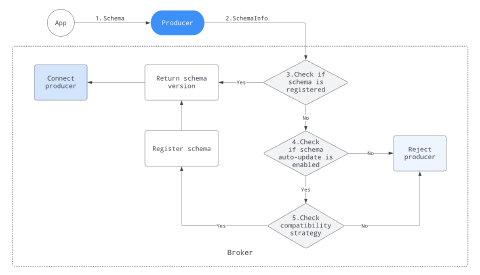 App
1.Schema
Producer
2.SchemaInfo
Connect
producer
Return schema
version
Yes
3.Check if
schema is
registered
No
Register schema
4.Check
if schema
auto-update is
enabled
No
Reject
producer
Yes
Yes
5.Check
compatibility
strategy
No
Broker